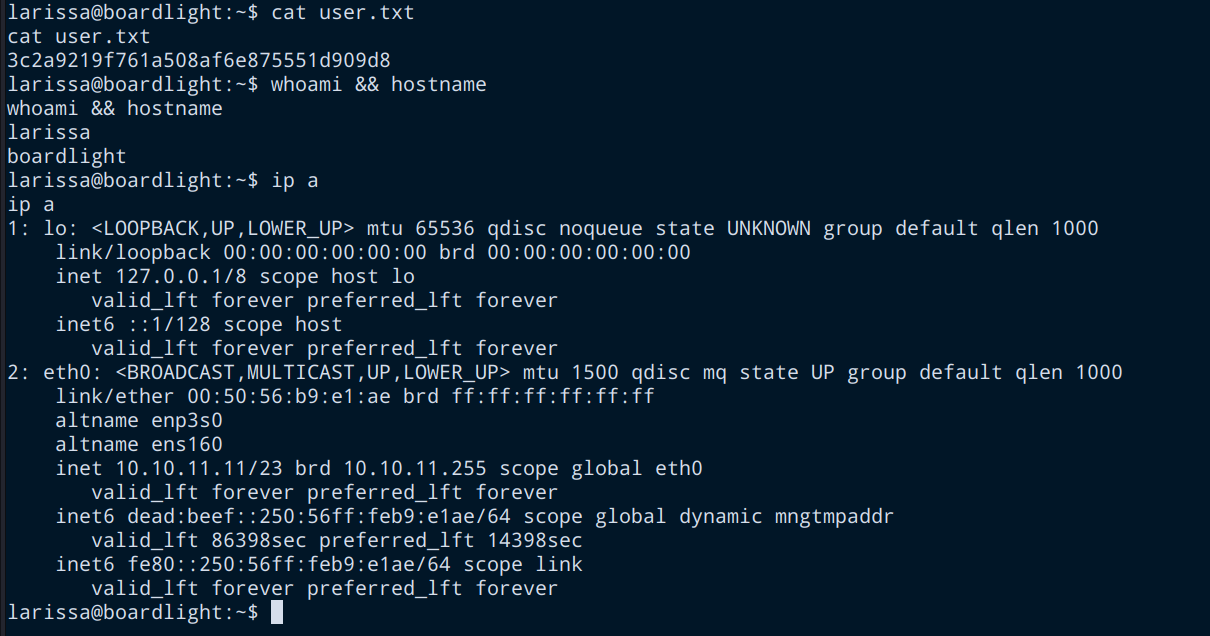 larissa@boardlight:~$ cat user.txt
cat user.txt
3c2a9219f761a508af6e875551d909d8
larissa@boardlight:~$ whoami && hostname
whoami && hostname
larissa
boardlight
larissa@boardlight:~$ ip a
ip a
1: lo: <LOOPBACK,UP,LOWER_UP> mtu 65536 qdisc noqueue state UNKNOWN group default qlen 1000
    link/loopback 00:00:00:00:00:00 brd 00:00:00:00:00:00
    inet 127.0.0.1/8 scope host lo
       valid_lft forever preferred_lft forever
    inet6 ::1/128 scope host
       valid_lft forever preferred_lft forever
2: eth0: <BROADCAST,MULTICAST,UP,LOWER_UP> mtu 1500 qdisc mq state UP group default qlen 1000
    link/ether 00:50:56:b9:e1:ae brd ff:ff:ff:ff:ff:ff
    altname enp3s0
    altname ens160
    inet 10.10.11.11/23 brd 10.10.11.255 scope global eth0
       valid_lft forever preferred_lft forever
    inet6 dead:beef::250:56ff:feb9:e1ae/64 scope global dynamic mngtmpaddr
       valid_lft 86398sec preferred_lft 14398sec
    inet6 fe80::250:56ff:feb9:e1ae/64 scope link
       valid_lft forever preferred_lft forever
larissa@boardlight:~$